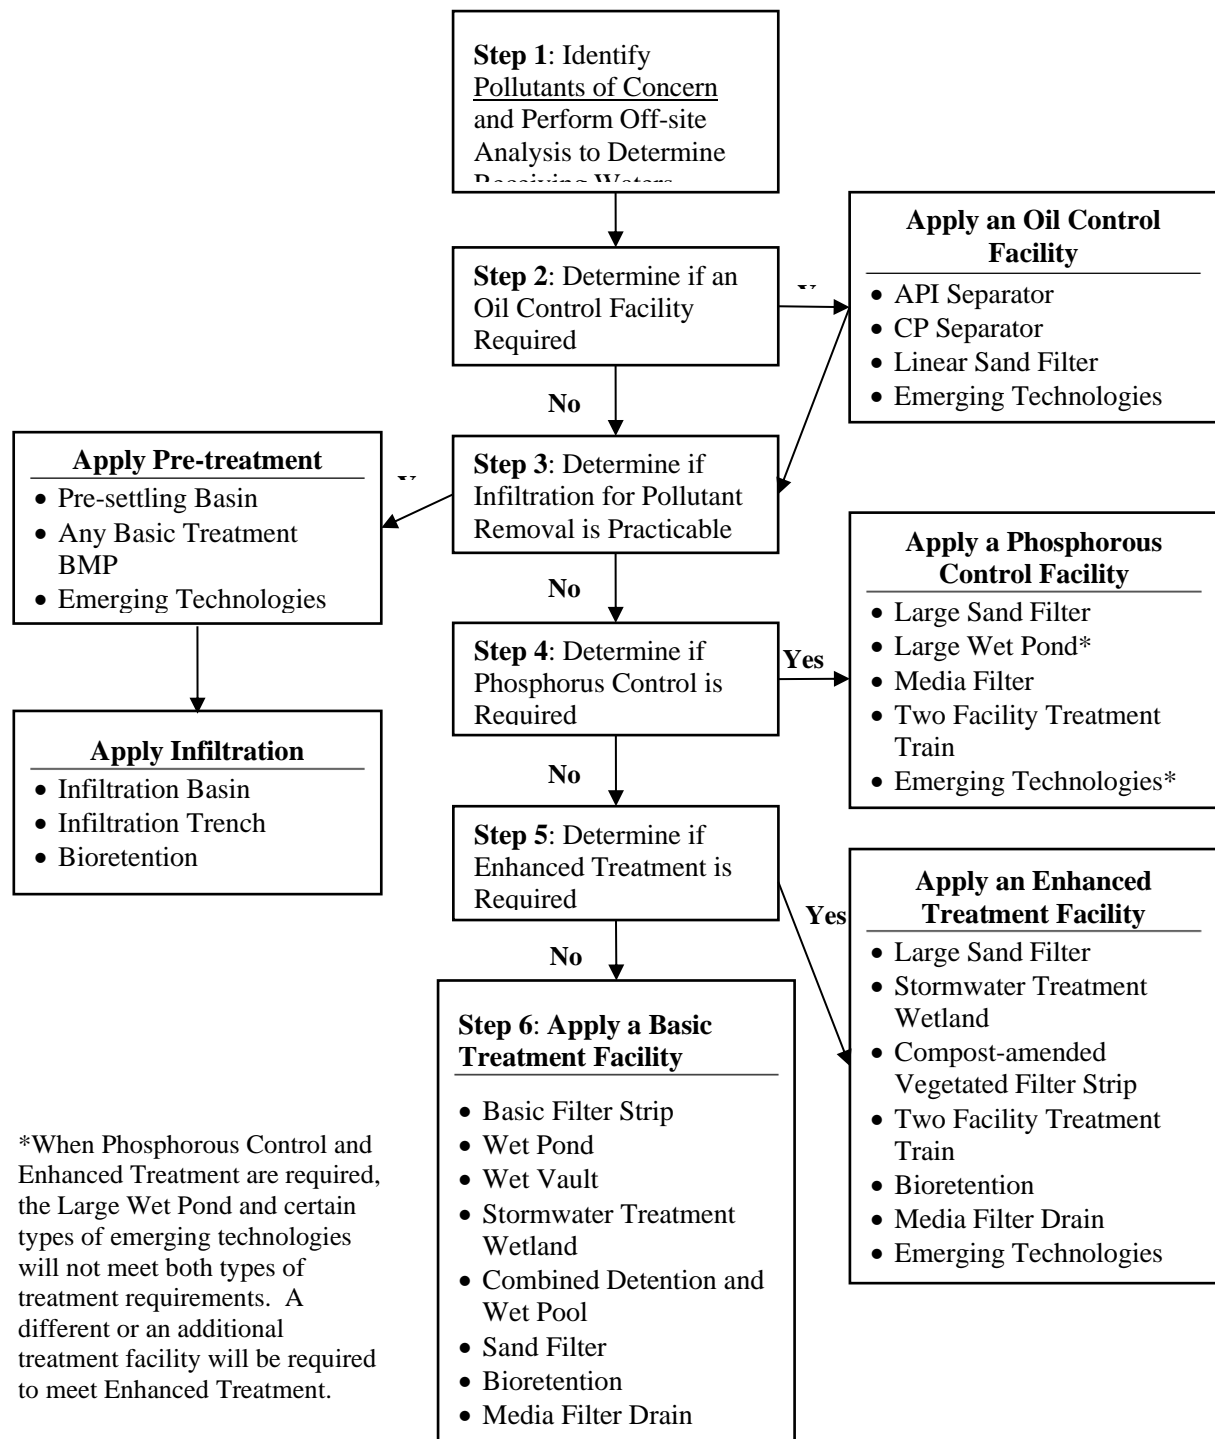 Step 1: Identify
Pollutants of Concern
and Perform Off-site
Analysis to Determine
Receiving Waters
Step 2: Determine if an
Oil Control Facility
Required
Apply an Oil Control
Facility
• API Separator
• CP Separator
• Linear Sand Filter
• Emerging Technologies
No
Step 3: Determine if
Infiltration for Pollutant
Removal is Practicable
Apply Pre-treatment
• Pre-settling Basin
• Any Basic Treatment
BMP
• Emerging Technologies
No
Apply Infiltration
• Infiltration Basin
• Infiltration Trench
• Bioretention
Step 4: Determine if
Phosphorus Control is
Required
Yes
Apply a Phosphorous
Control Facility
• Large Sand Filter
• Large Wet Pond*
• Media Filter
• Two Facility Treatment
Train
• Emerging Technologies*
No
Step 5: Determine if
Enhanced Treatment is
Required
Yes
Apply an Enhanced
Treatment Facility
• Large Sand Filter
• Stormwater Treatment
Wetland
• Compost-amended
Vegetated Filter Strip
• Two Facility Treatment
Train
• Bioretention
• Media Filter Drain
• Emerging Technologies
No
Step 6: Apply a Basic
Treatment Facility
• Basic Filter Strip
• Wet Pond
• Wet Vault
• Stormwater Treatment
Wetland
• Combined Detention and
Wet Pool
• Sand Filter
• Bioretention
• Media Filter Drain
*When Phosphorous Control and
Enhanced Treatment are required,
the Large Wet Pond and certain
types of emerging technologies
will not meet both types of
treatment requirements.  A
different or an additional
treatment facility will be required
to meet Enhanced Treatment.